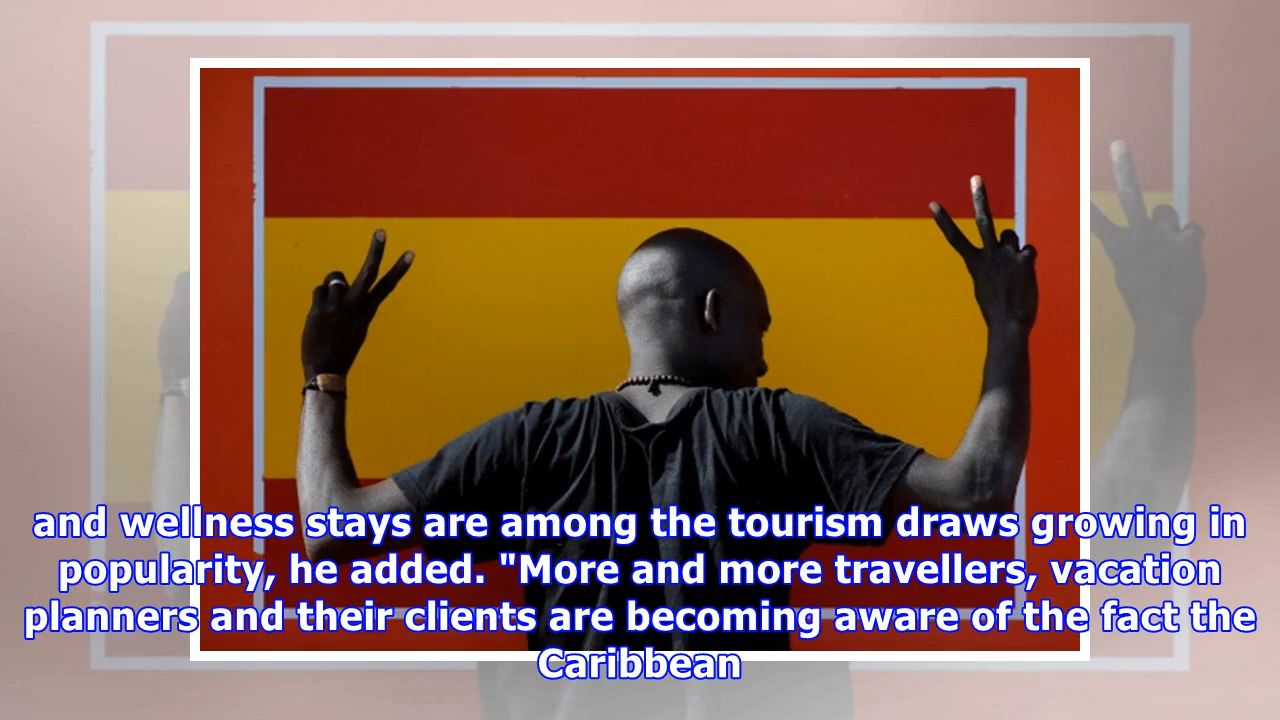 and wellness stays are among the tourism draws growing in
popularity, he added. "More and more travellers, vacation
planners and their clients are becoming aware of the fact the
Caribbean